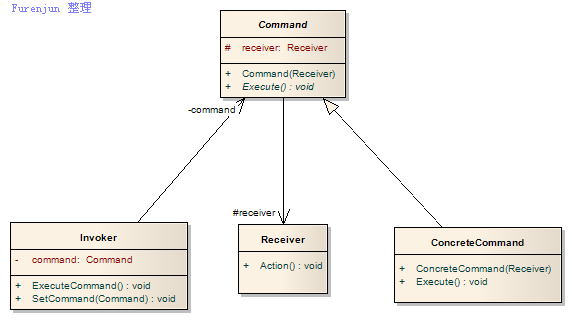 Furenjun 整理
Command
# receiver: Receiver
+ Command(Receiver)
+ Execute() : void
-command
#receiver
Invoker
- command: Command
+ ExecuteCommand() : void
+ SetCommand(Command) : void
Receiver
+ Action() : void
ConcreteCommand
+ ConcreteCommand(Receiver)
+ Execute() : void